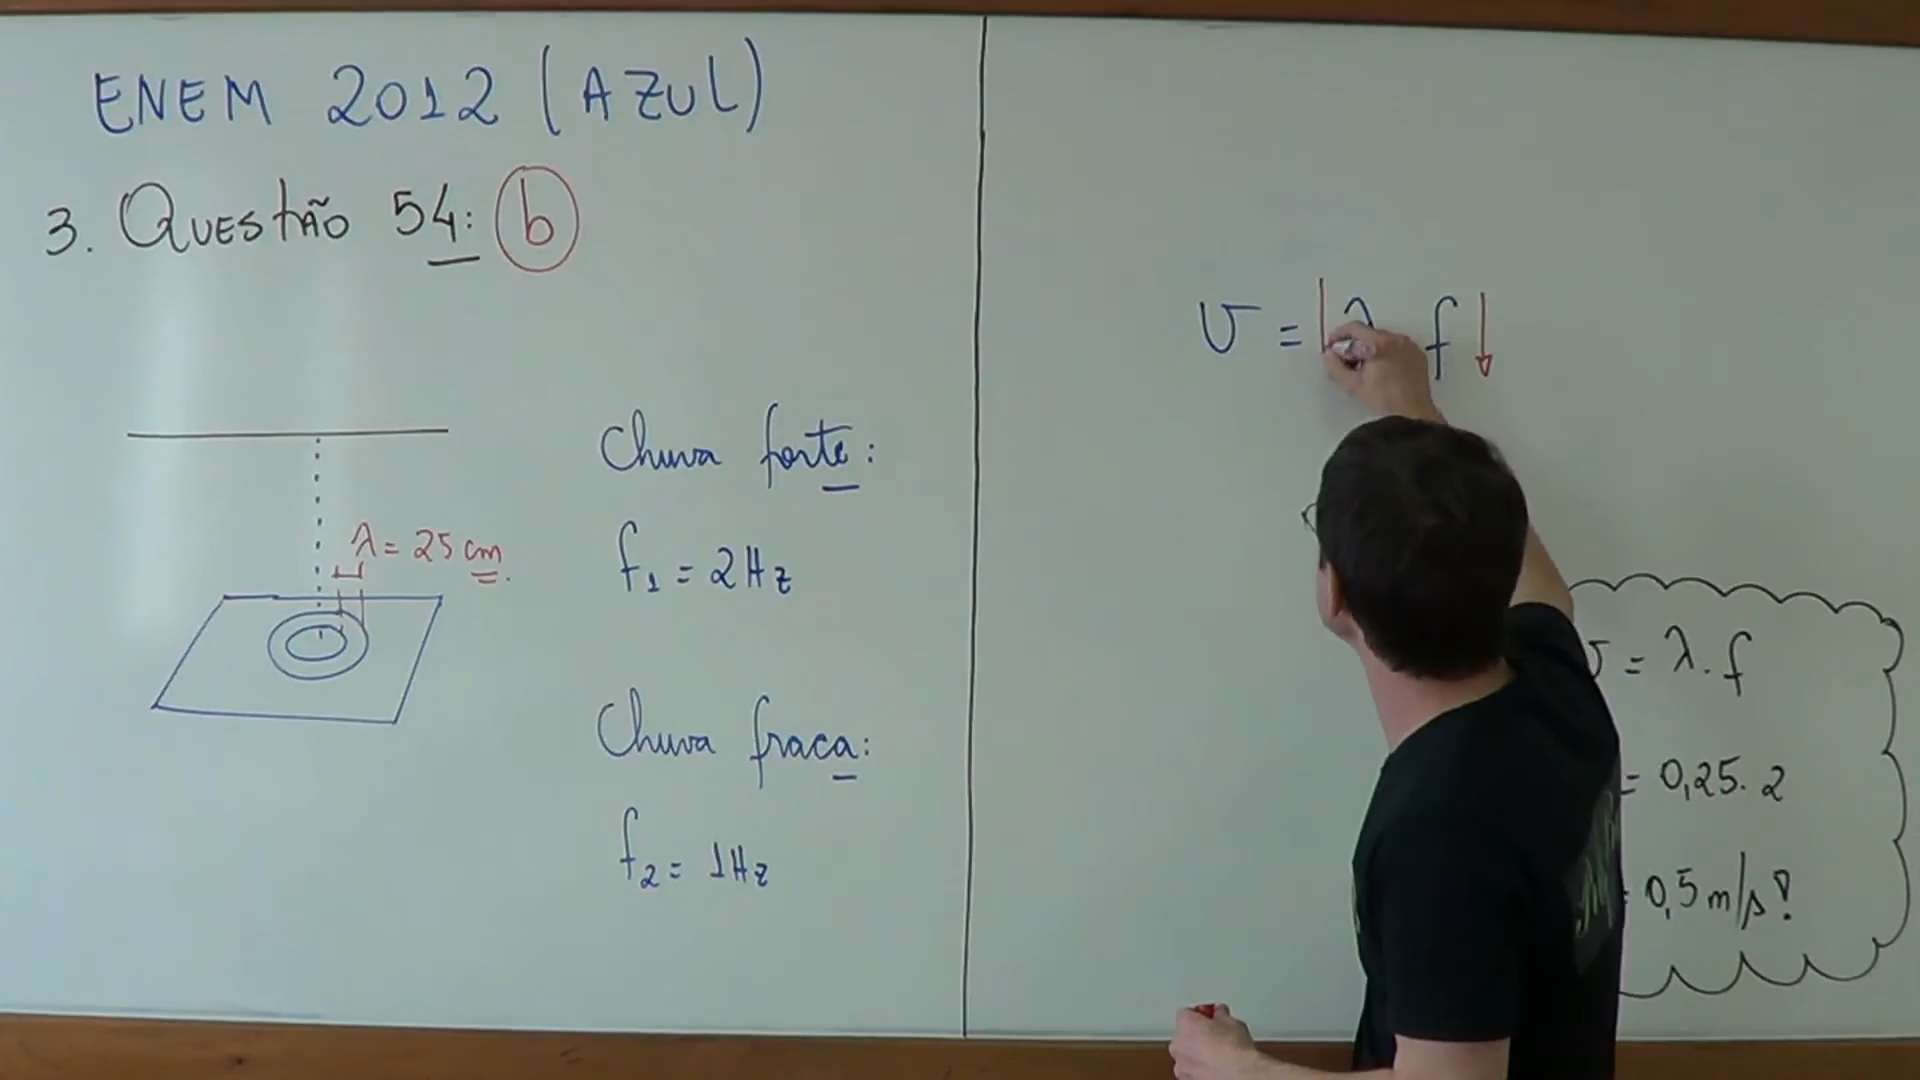 ENEM 2012 (AZUL)
3. Questão 54: b
λ = 25 cm.
Chuva forte:
f1 = 2Hz
Chuva fraca:
f2 = 1Hz
v = λ f
v = λ. f
= 0,25. 2
= 0,5 m/s!